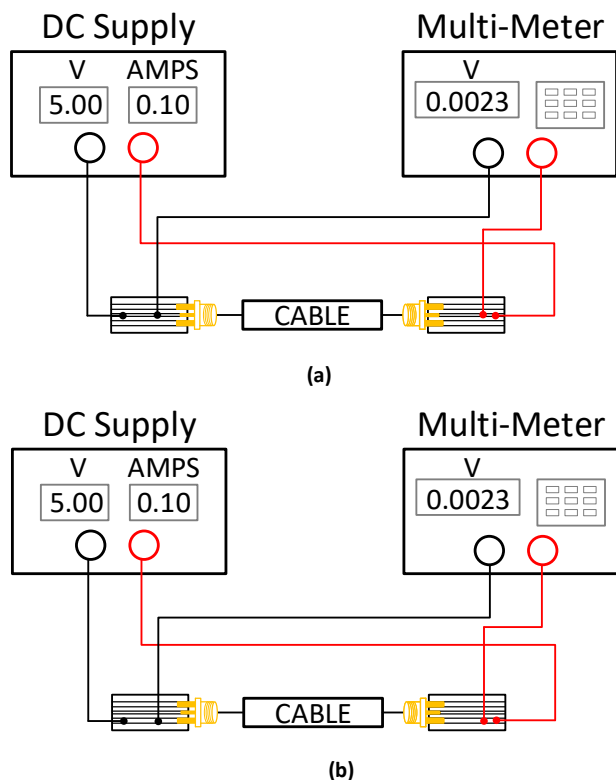 DC Supply Multi-Meter
V AMPS V
5.00 0.10 0.0023
CABLE
(a)
DC Supply Multi-Meter
V AMPS V
5.00 0.10 0.0023
CABLE
(b)